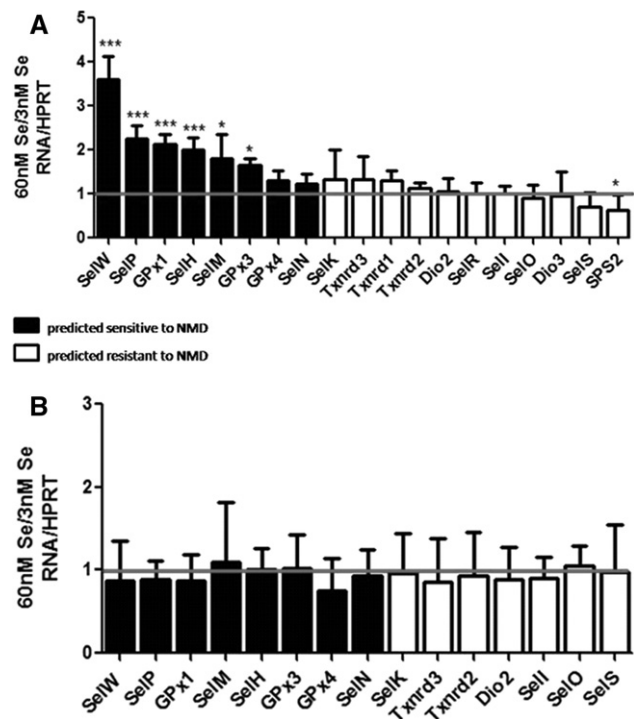 A
60nM Se/3nM Se
RNA/HPRT
5
4
3
2
1
0
***
***
***
***
*
*
*
SelW
SelP
GPx1
SelH
SelM
GPx3
GPx4
SelN
SelK
Txnrd3
Txnrd1
Txnrd2
Dio2
SelR
SelI
SelO
Dio3
SelS
SPS2
predicted sensitive to NMD
predicted resistant to NMD
B
60nM Se/3nM Se
RNA/HPRT
3
2
1
0
SelW
SelP
GPx1
SelM
SelH
GPx3
GPx4
SelN
SelK
Txnrd3
Txnrd2
Dio2
SelI
SelO
SelS